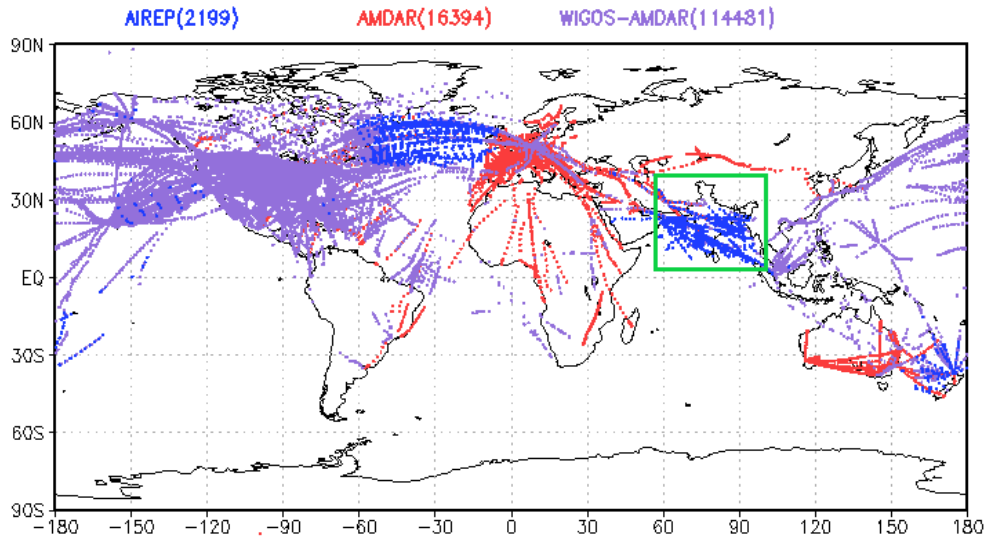 AIREP(2199) AMDAR(16394) WIGOS-AMDAR(114481)
90N
60N
30N
EQ
30S
60S
90S
-180 -150 -120 -90 -60 -30 0 30 60 90 120 150 180